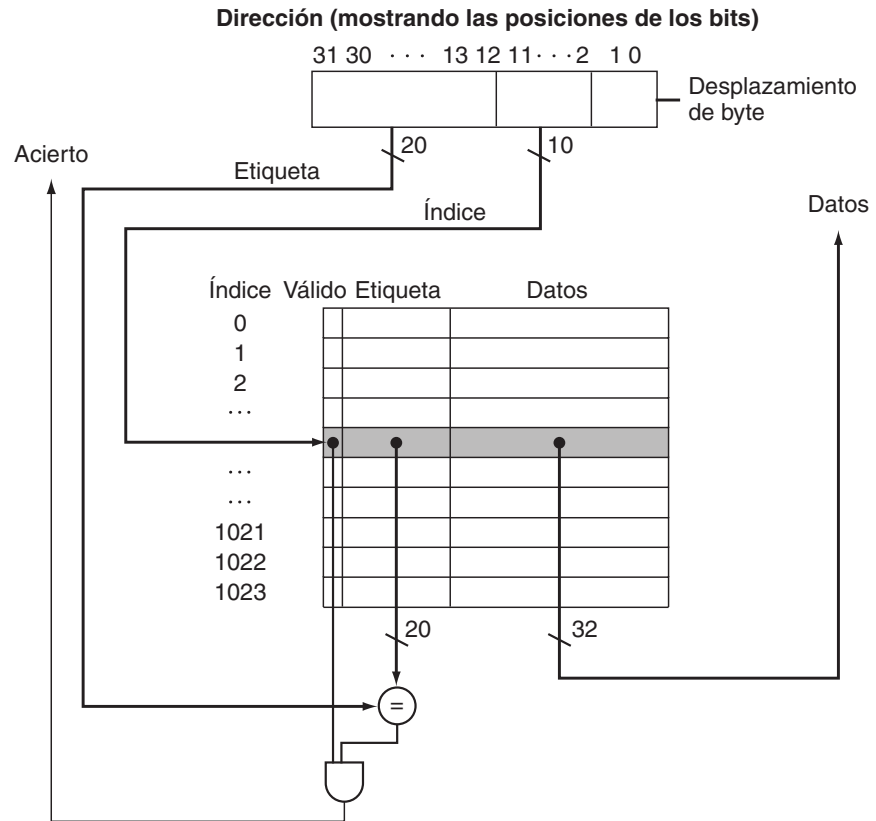 Dirección (mostrando las posiciones de los bits)
31 30 · · · 13 12 11 · · · 2 1 0
Desplazamiento
de byte
20
10
Acierto
Etiqueta
Índice
Datos
Índice Válido Etiqueta Datos
0
1
2
...
...
...
1021
1022
1023
20
32
=